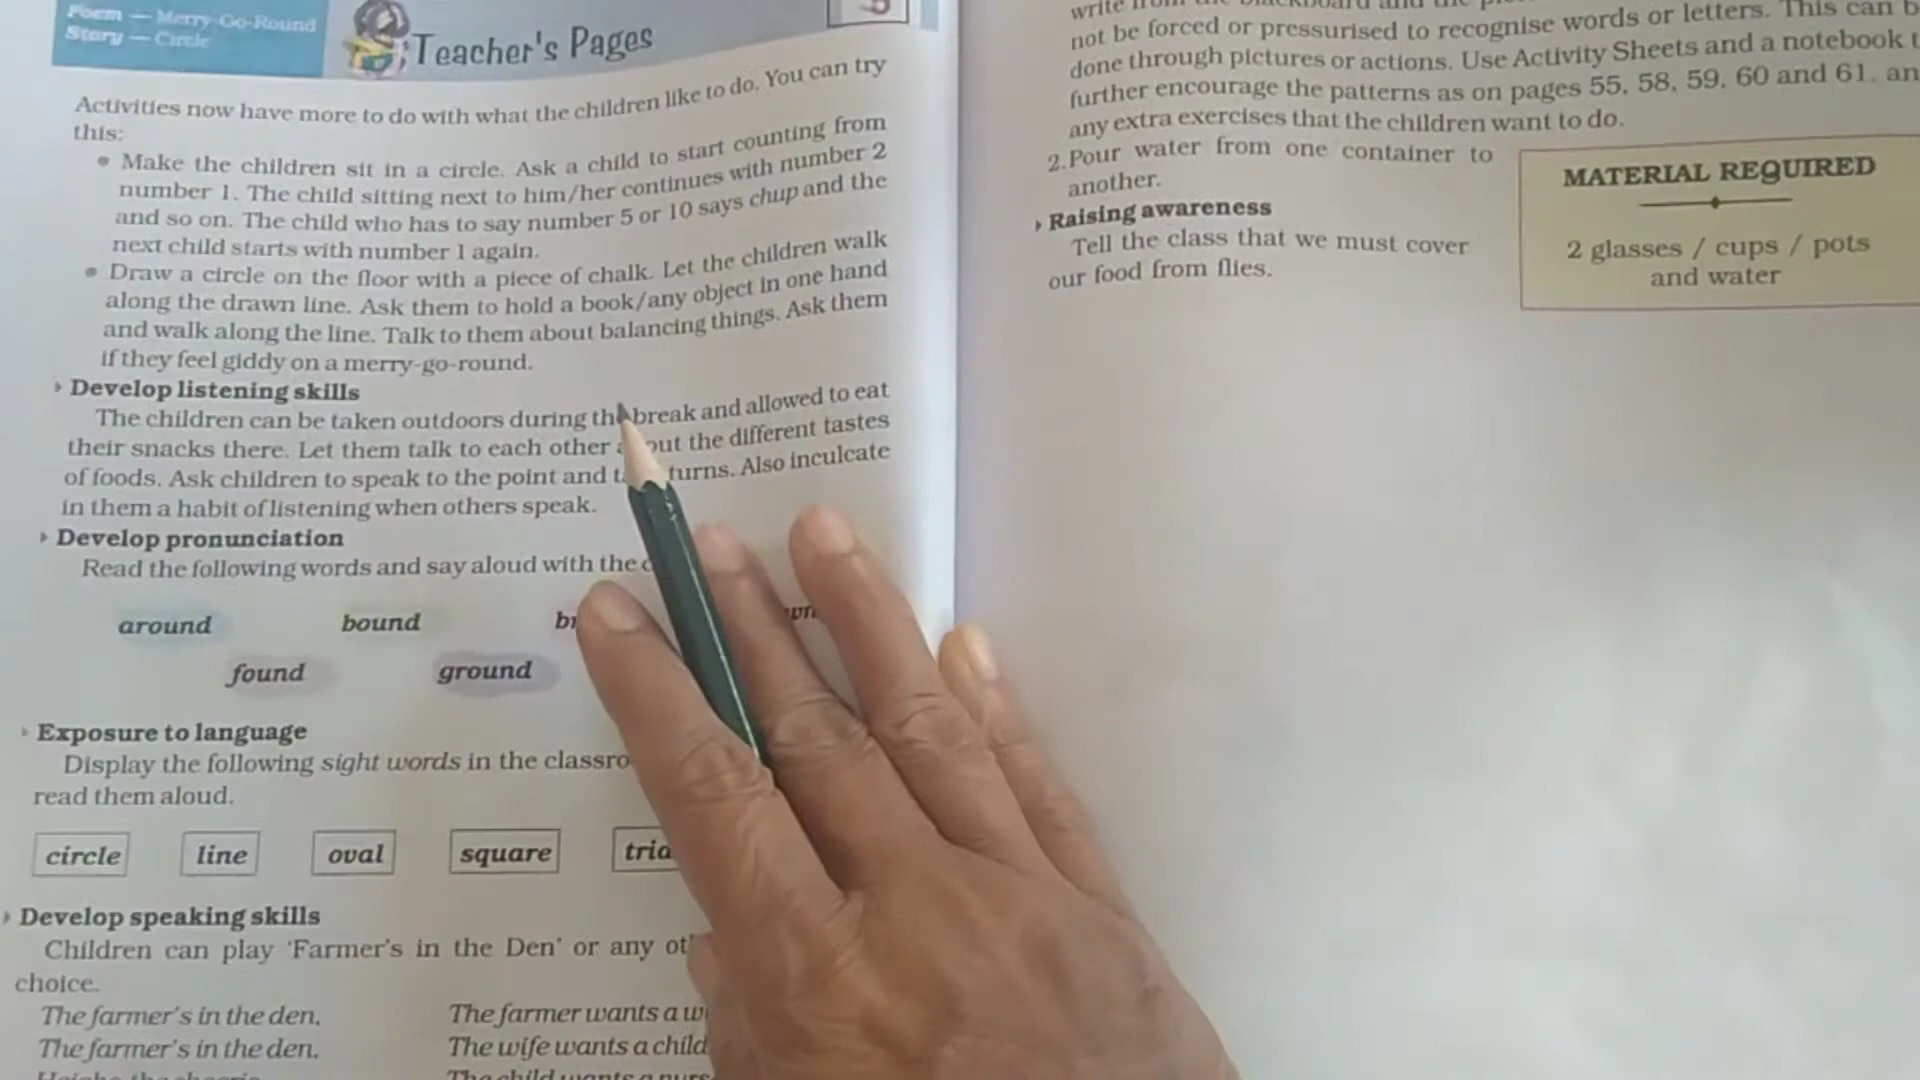 Poem — Merry-Go-Round
Story — Circle
Teacher's Pages
Activities now have more to do with what the children like to do. You can try
this:
• Make the children sit in a circle. Ask a child to start counting from
number 1. The child sitting next to him/her continues with number 2
and so on. The child who has to say number 5 or 10 says chup and the
next child starts with number 1 again.
• Draw a circle on the floor with a piece of chalk. Let the children walk
along the drawn line. Ask them to hold a book/any object in one hand
and walk along the line. Talk to them about balancing things. Ask them
if they feel giddy on a merry-go-round.
Develop listening skills
The children can be taken outdoors during the break and allowed to eat
their snacks there. Let them talk to each other about the different tastes
of foods. Ask children to speak to the point and turns. Also inculcate
in them a habit of listening when others speak.
Develop pronunciation
Read the following words and say aloud with the
around bound
found ground
Exposure to language
Display the following sight words in the
read them aloud.
circle line oval square
Develop speaking skills
Children can play 'Farmer's in the Den' or any
choice.
The farmer's in the den. The farmer wants a
The farmer's in the den. The wife wants a child
The child wants a
write from the blackboard and the
not be forced or pressurised to recognise words or letters. This can
done through pictures or actions. Use Activity Sheets and a notebook
further encourage the patterns as on pages 55, 58, 59, 60 and 61, an
any extra exercises that the children want to do.
2. Pour water from one container to
another.
Raising awareness
Tell the class that we must cover
our food from flies.
MATERIAL REQUIRED
2 glasses / cups / pots
and water